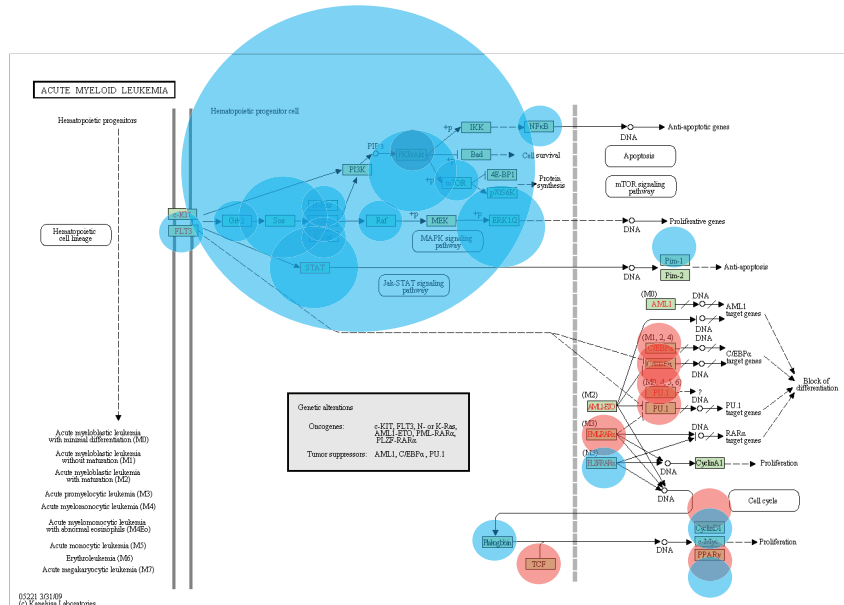 ACUTE MYELOID LEUKEMIA
Hematopoietic progenitors
Hematopoietic progenitor cell
Hematopoietic
cell lineage
c-KIT
FLT3
Grb2
Sos
Raf
+p
MEK
ERK1Q
MAPK signaling
pathway
STAT
Jak-STAT signaling
pathway
PI3K
PIP3
+p
IKK
NFκB
Bad
Cell survival
+p
+p
mTOR
4E-BP1
p70S6K
Protein
synthesis
DNA
Anti-apoptotic genes
Apoptosis
mTOR signaling
pathway
DNA
Proliferative genes
DNA
Pim-1
Pim-2
Anti-apoptosis
(M0)
AML1
DNA
AML1
target genes
DNA
(M1, 2, 4)
C/EBPα
DNA
C/EBPα
C/EBPα
target genes
DNA
PU.1
PU.1
DNA
PU.1
target genes
(M2)
AML1-ETO
(M3)
PML-RARα
DNA
RARα
target genes
PLZF-RARα
DNA
CyclinA1
Proliferation
Block of
differentiation
DNA
Cell cycle
CyclinD1
c-Myc
Proliferation
PPARγ
Plakoglobin
TCF
DNA
Genetic alterations
Oncogenes: c-KIT, FLT3, N- or K-Ras,
AML1-ETO, PML-RARα,
PLZF-RARα
Tumor suppressors: AML1, C/EBPα, PU.1
Acute myeloblastic leukemia
with minimal differentiation (M0)
Acute myeloblastic leukemia
without maturation (M1)
Acute myeloblastic leukemia
with maturation (M2)
Acute promyelocytic leukemia (M3)
Acute myelomonocytic leukemia (M4)
Acute myelomonocytic leukemia
with abnormal eosinophils (M4Eo)
Acute monocytic leukemia (M5)
Erythroleukemia (M6)
Acute megakaryocytic leukemia (M7)
05221 3/31/09
(c) Kanehisa Laboratories